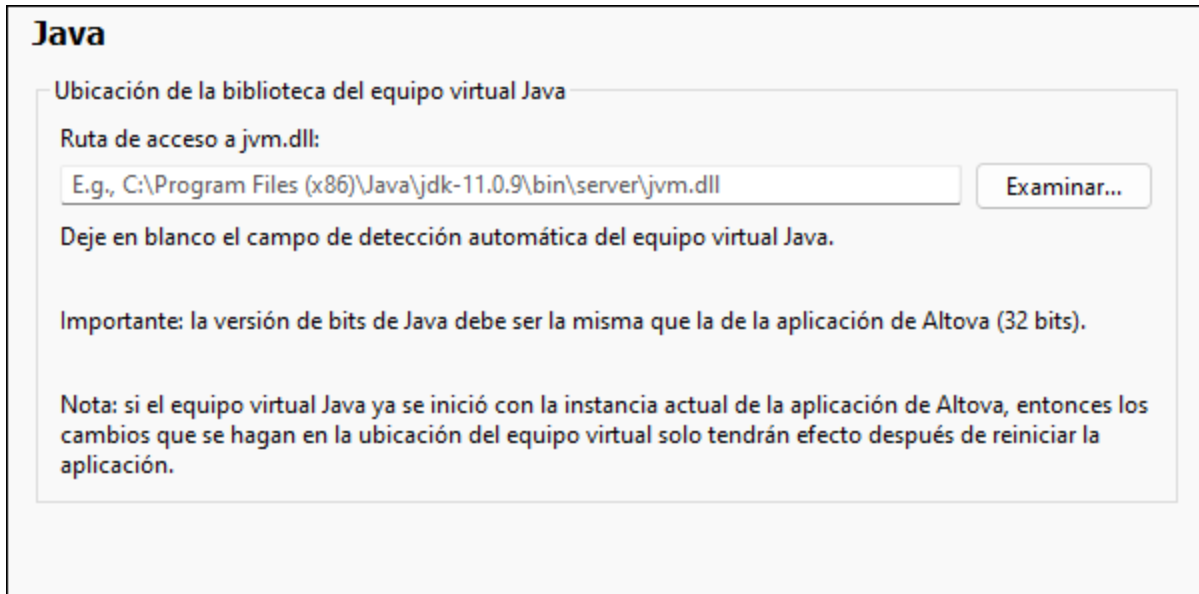 Java
Ubicación de la biblioteca del equipo virtual Java
Ruta de acceso a jvm.dll:
E.g., C:\Program Files (x86)\Java\jdk-11.0.9\bin\server\jvm.dll
Examinar...
Deje en blanco el campo de detección automática del equipo virtual Java.
Importante: la versión de bits de Java debe ser la misma que la de la aplicación de Altova (32 bits).
Nota: si el equipo virtual Java ya se inició con la instancia actual de la aplicación de Altova, entonces los
cambios que se hagan en la ubicación del equipo virtual solo tendrán efecto después de reiniciar la
aplicación.